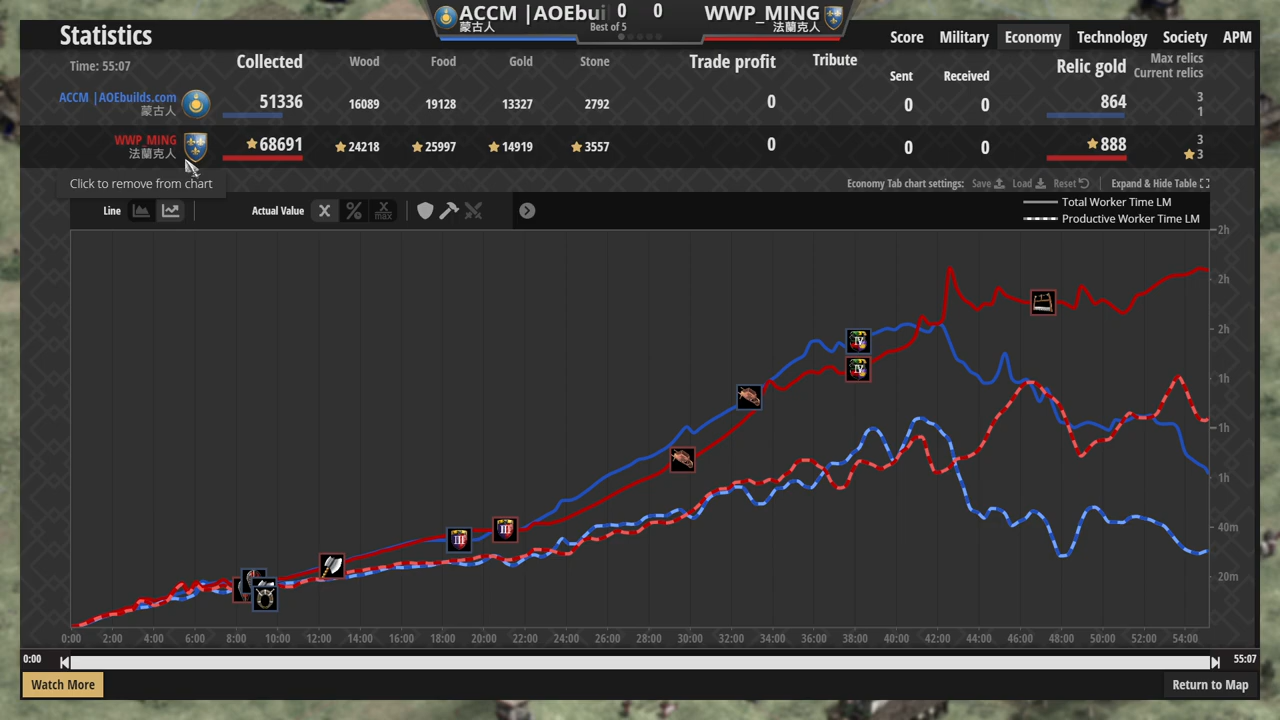 ACCM |AOEbui 0 0 WWP_MING
蒙古人 Best of 5 法蘭克人
Statistics
Score Military Economy Technology Society APM
Time: 55:07 Collected Wood Food Gold Stone Trade profit Tribute Sent Received Relic gold Max relics
Current relics
ACCM |AOEbuilds.com 51336 16089 19128 13327 2792 0 0 0 864 3
蒙古人 1
WWP_MING 68691 24218 25997 14919 3557 0 0 0 888 3
法蘭克人 3
Click to remove from chart
Economy Tab chart settings: Save Load Reset Expand & Hide Table
Line Actual Value X % X
max
Total Worker Time LM
Productive Worker Time LM
2h
2h
2h
1h
1h
1h
40m
20m
IV
IV
III
III
0:00 2:00 4:00 6:00 8:00 10:00 12:00 14:00 16:00 18:00 20:00 22:00 24:00 26:00 28:00 30:00 32:00 34:00 36:00 38:00 40:00 42:00 44:00 46:00 48:00 50:00 52:00 54:00
0:00 55:07
Watch More Return to Map